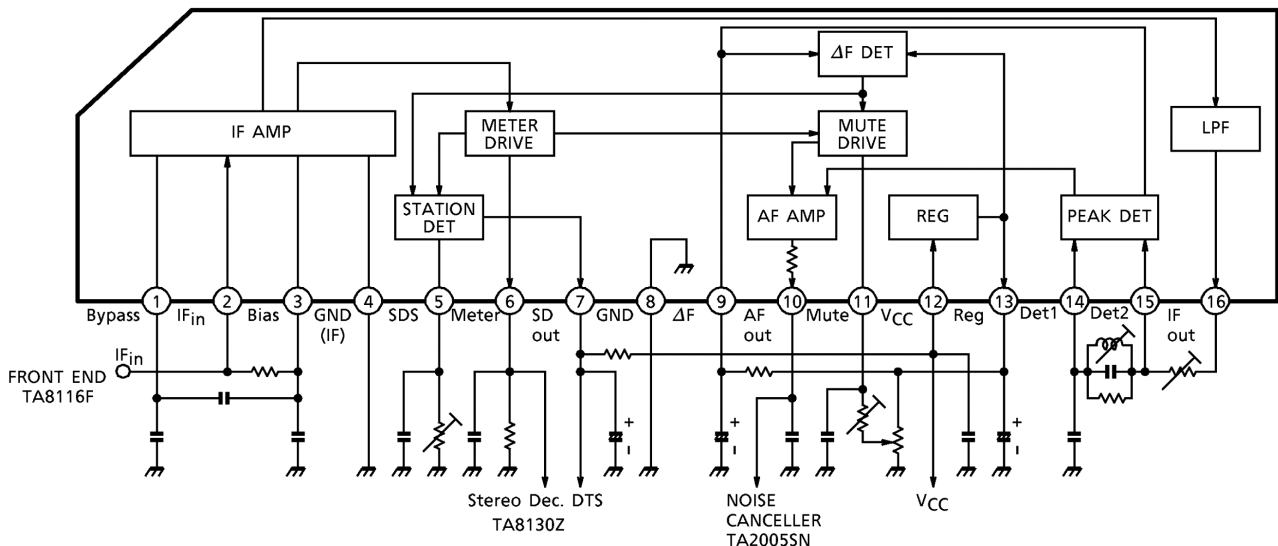 ΔF DET
IF AMP
METER
DRIVE
MUTE
DRIVE
LPF
STATION
DET
AF AMP
REG
PEAK DET
1
2
3
4
5
6
7
8
9
10
11
12
13
14
15
16
Bypass
IFin
Bias
GND
(IF)
SDS
Meter
SD
out
GND
ΔF
AF
out
Mute
VCC
Reg
Det1
Det2
IF
out
IFin
FRONT END
TA8116F
+
-
+
-
+
-
Stereo Dec.
TA8130Z
DTS
NOISE
CANCELLER
TA2005SN
VCC